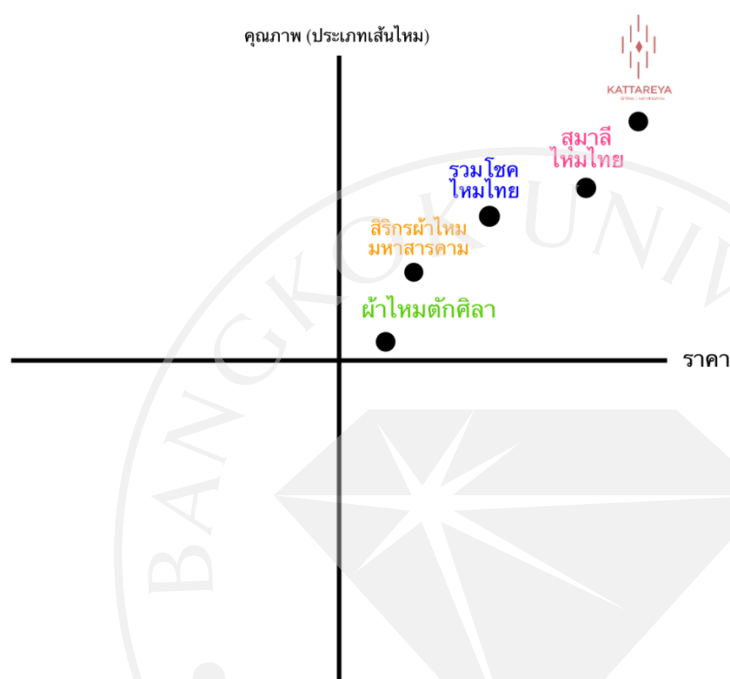 คุณภาพ (ประเภทเส้นไหม)
KATTAREYA
สุมาลี
ไหมไทย
รวมโชค
ไหมไทย
สิริกรผ้าไหม
มหาสารคาม
ผ้าไหมตักศิลา
ราคา
BANGKOK UNIV